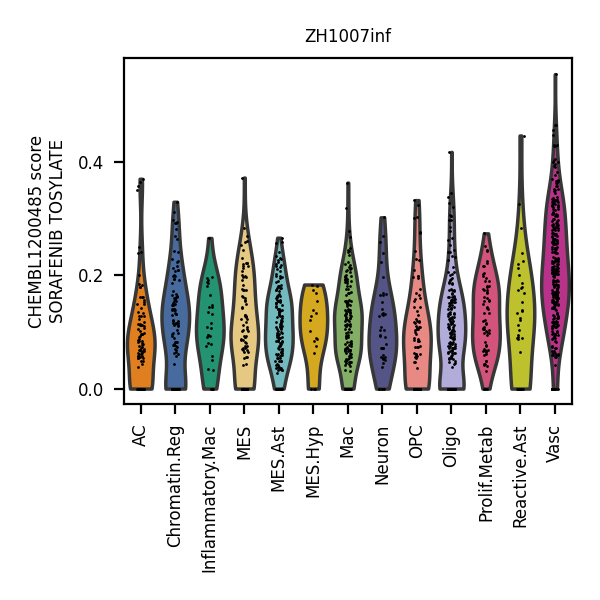 ZH1007inf
CHEMBL1200485 score
SORAFENIB TOSYLATE
0.4
0.2
0.0
AC
Chromatin.Reg
Inflammatory.Mac
MES
MES.Ast
MES.Hyp
Mac
Neuron
OPC
Oligo
Prolif.Metab
Reactive.Ast
Vasc